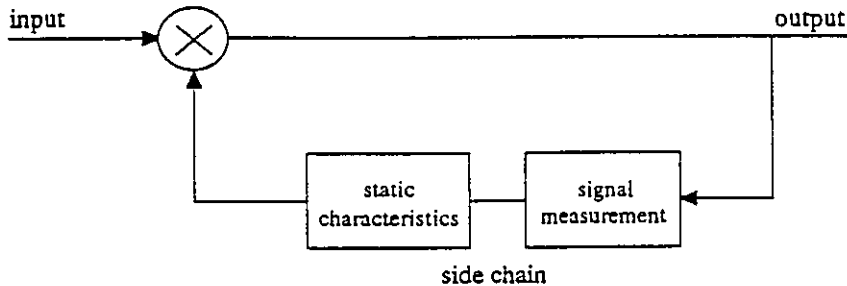 input
output
static
characteristics
signal
measurement
side chain